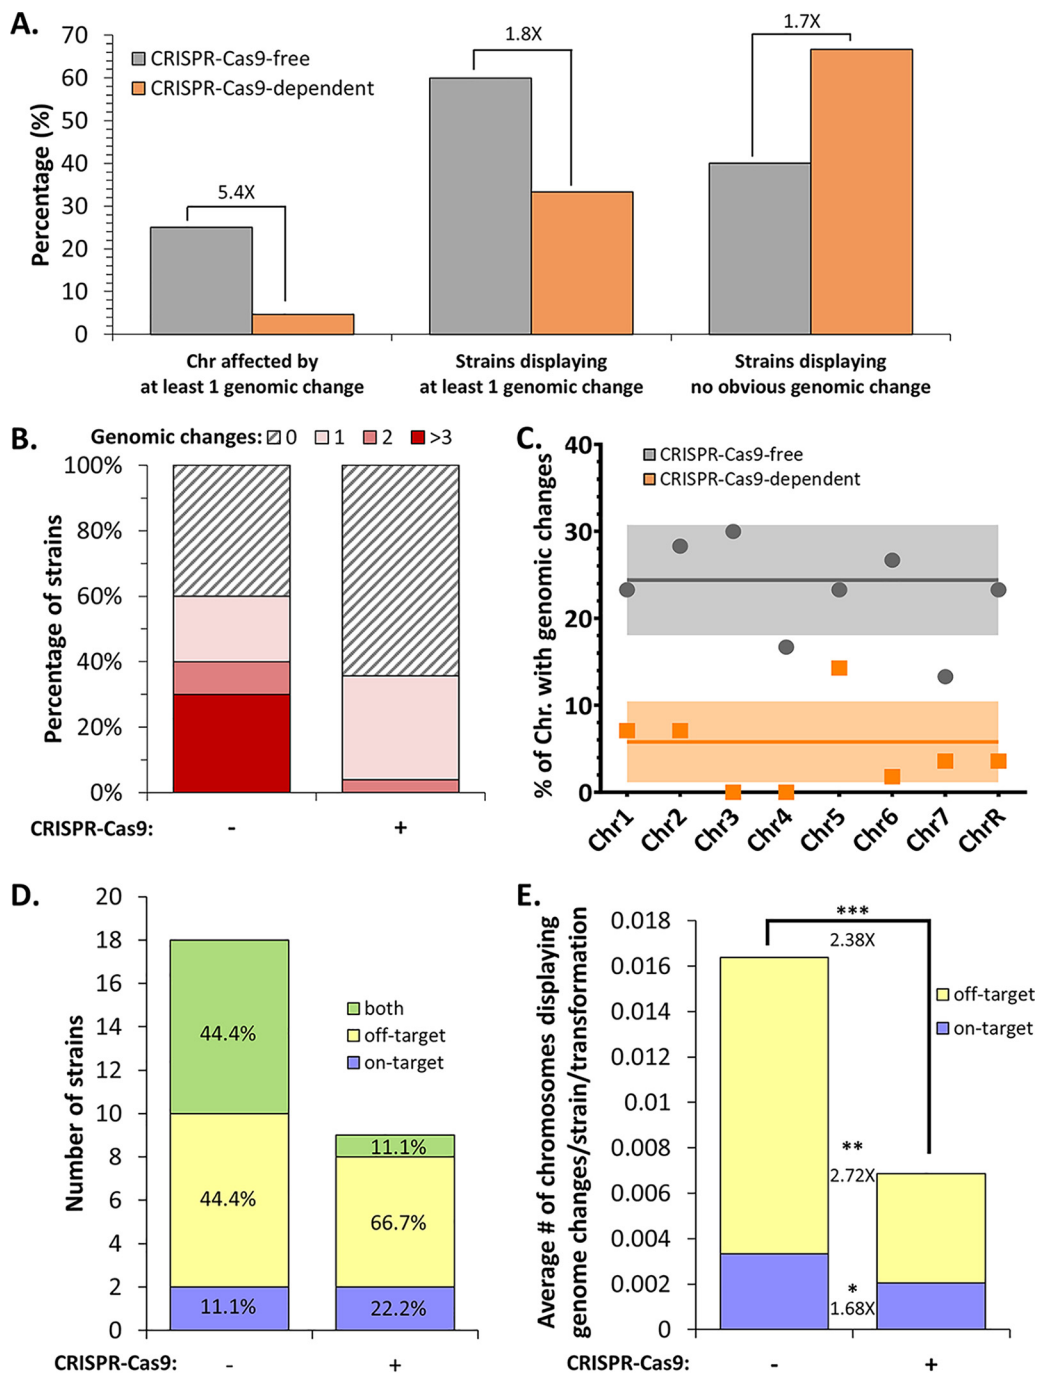 A.
Percentage (%)
70
60
50
40
30
20
10
0
CRISPR-Cas9-free
CRISPR-Cas9-dependent
5.4X
1.8X
1.7X
Chr affected by
at least 1 genomic change
Strains displaying
at least 1 genomic change
Strains displaying
no obvious genomic change
B.
Genomic changes: 0 1 2 >3
Percentage of strains
100%
80%
60%
40%
20%
0%
CRISPR-Cas9: - +
C.
% of Chr. with genomic changes
40
30
20
10
0
CRISPR-Cas9-free
CRISPR-Cas9-dependent
Chr1 Chr2 Chr3 Chr4 Chr5 Chr6 Chr7 ChrR
D.
Number of strains
20
18
16
14
12
10
8
6
4
2
0
both
off-target
on-target
44.4%
44.4%
11.1%
11.1%
66.7%
22.2%
CRISPR-Cas9: - +
E.
Average # of chromosomes displaying
genome changes/strain/transformation
0.018
0.016
0.014
0.012
0.01
0.008
0.006
0.004
0.002
0
***
2.38X
off-target
on-target
**
2.72X
*
1.68X
CRISPR-Cas9: - +